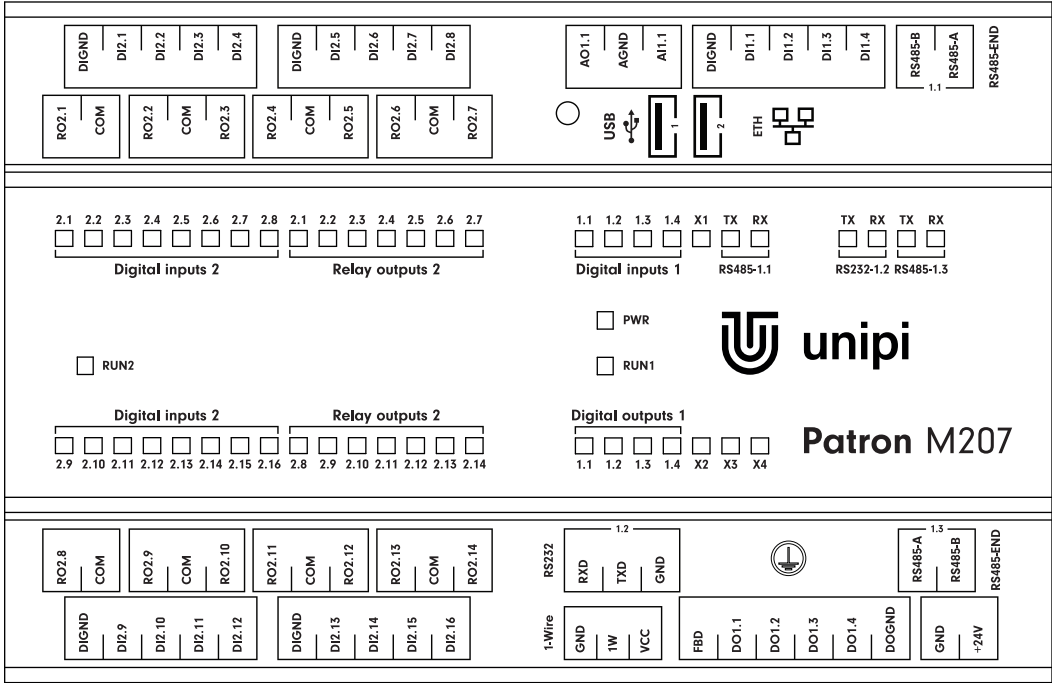 DIGND DI2.1 DI2.2 DI2.3 DI2.4 DIGND DI2.5 DI2.6 DI2.7 DI2.8 AO1.1 AGND AI1.1 DIGND DI1.1 DI1.2 DI1.3 DI1.4 RS485-B RS485-A RS485-END
1.1
RO2.1 COM RO2.2 COM RO2.3 RO2.4 COM RO2.5 RO2.6 COM RO2.7 USB 1 2 ETH
2.1 2.2 2.3 2.4 2.5 2.6 2.7 2.8 2.1 2.2 2.3 2.4 2.5 2.6 2.7 1.1 1.2 1.3 1.4 X1 TX RX TX RX TX RX
Digital inputs 2 Relay outputs 2 Digital inputs 1 RS485-1.1 RS232-1.2 RS485-1.3
PWR
unipi
RUN2 RUN1
Digital inputs 2 Relay outputs 2 Digital outputs 1
Patron M207
2.9 2.10 2.11 2.12 2.13 2.14 2.15 2.16 2.8 2.9 2.10 2.11 2.12 2.13 2.14 1.1 1.2 1.3 1.4 X2 X3 X4
1.2 1.3
RO2.8 COM RO2.9 COM RO2.10 RO2.11 COM RO2.12 RO2.13 COM RO2.14 RS232 RXD TXD GND RS485-A RS485-B RS485-END
DIGND DI2.9 DI2.10 DI2.11 DI2.12 DIGND DI2.13 DI2.14 DI2.15 DI2.16 1-Wire GND 1W VCC FBD DO1.1 DO1.2 DO1.3 DO1.4 DOGND GND +24V